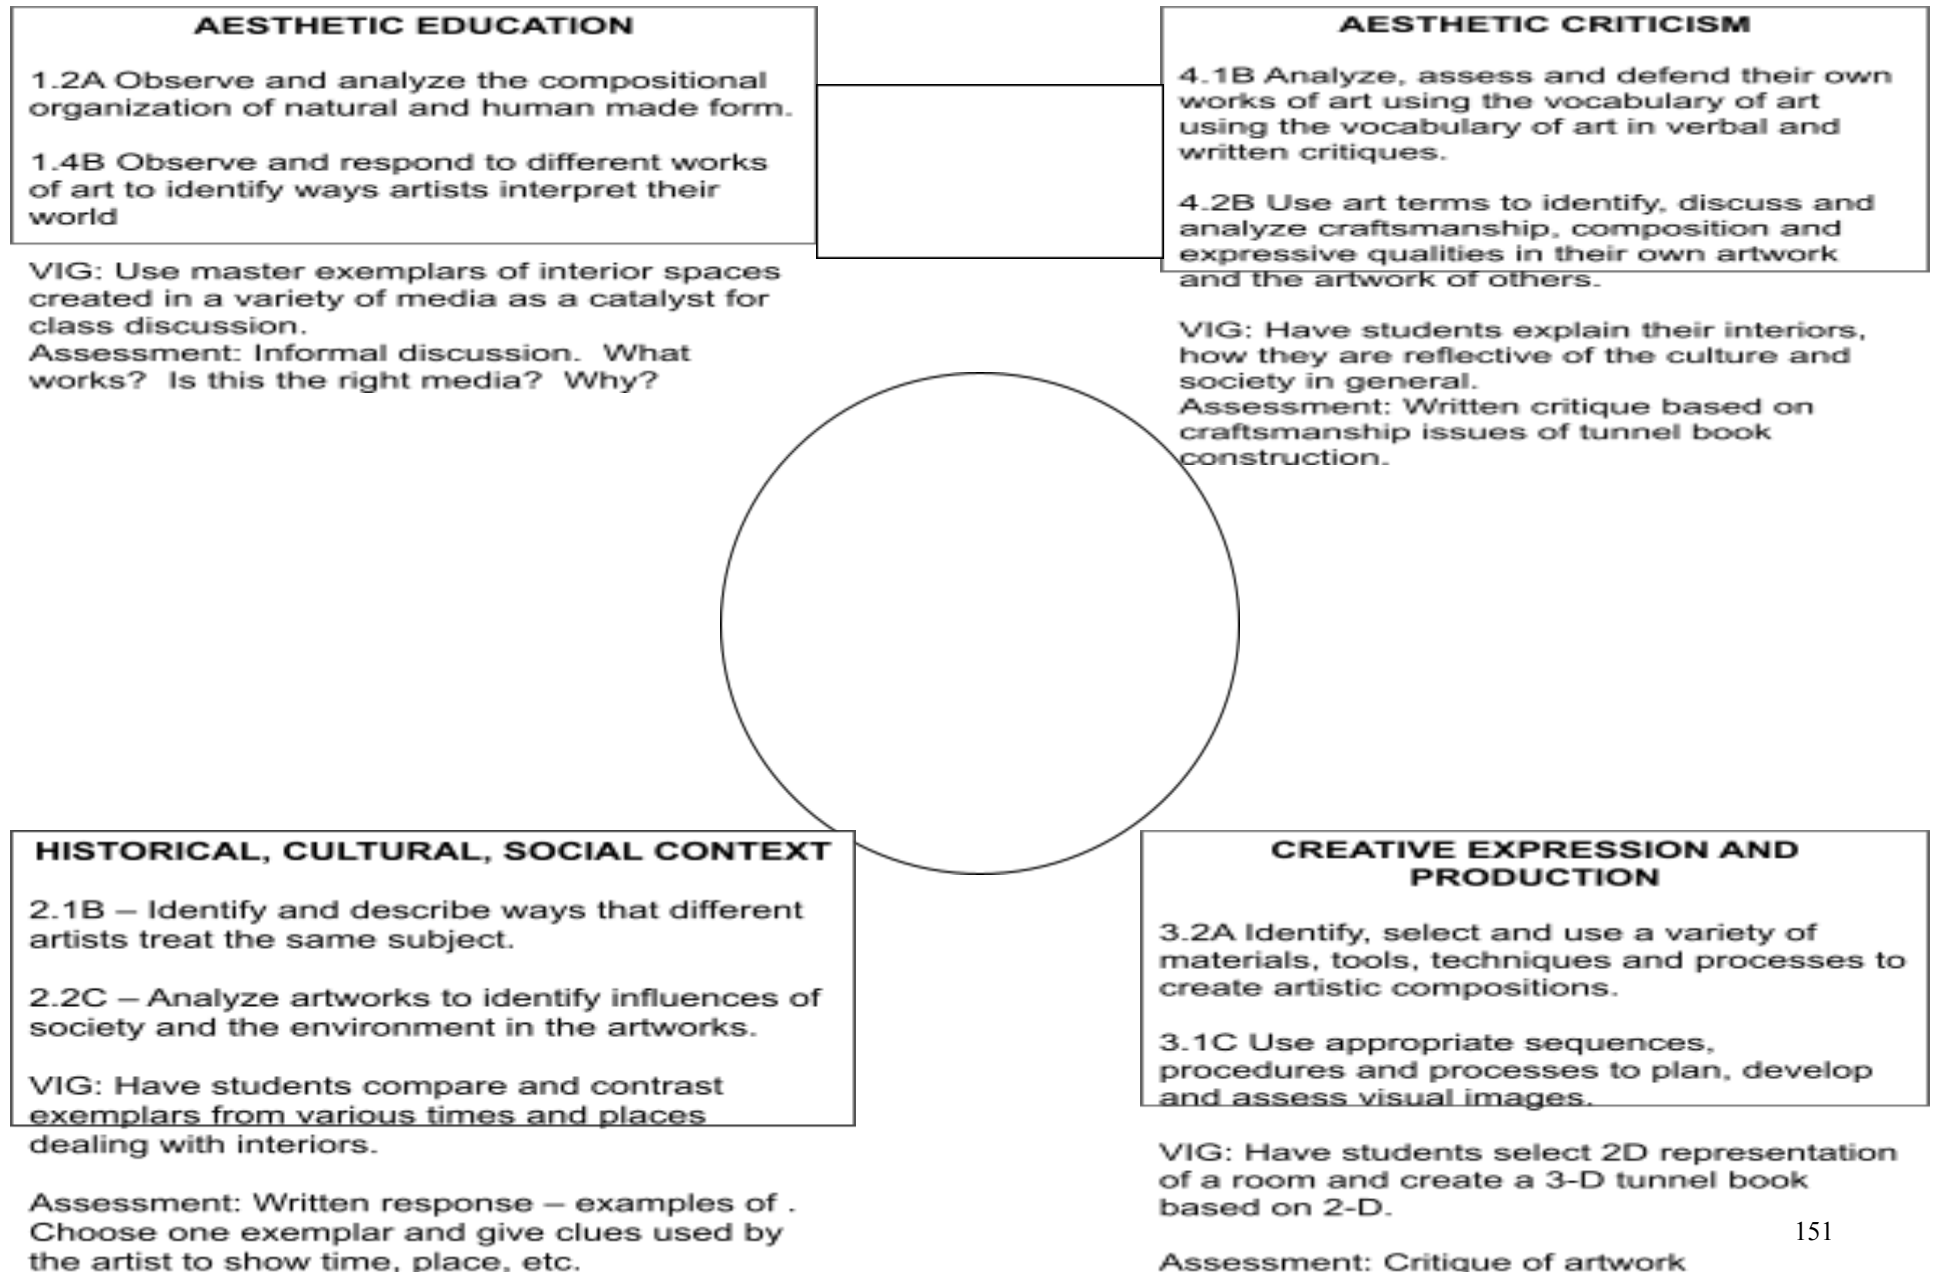 AESTHETIC EDUCATION
1.2A Observe and analyze the compositional
organization of natural and human made form.
1.4B Observe and respond to different works
of art to identify ways artists interpret their
world
VIG: Use master exemplars of interior spaces
created in a variety of media as a catalyst for
class discussion.
Assessment: Informal discussion.  What
works?  Is this the right media?  Why?
AESTHETIC CRITICISM
4.1B Analyze, assess and defend their own
works of art using the vocabulary of art
using the vocabulary of art in verbal and
written critiques.
4.2B Use art terms to identify, discuss and
analyze craftsmanship, composition and
expressive qualities in their own artwork
and the artwork of others.
VIG: Have students explain their interiors,
how they are reflective of the culture and
society in general.
Assessment: Written critique based on
craftsmanship issues of tunnel book
construction.
HISTORICAL, CULTURAL, SOCIAL CONTEXT
2.1B – Identify and describe ways that different
artists treat the same subject.
2.2C – Analyze artworks to identify influences of
society and the environment in the artworks.
VIG: Have students compare and contrast
exemplars from various times and places
dealing with interiors.
Assessment: Written response – examples of .
Choose one exemplar and give clues used by
the artist to show time, place, etc.
CREATIVE EXPRESSION AND
PRODUCTION
3.2A Identify, select and use a variety of
materials, tools, techniques and processes to
create artistic compositions.
3.1C Use appropriate sequences,
procedures and processes to plan, develop
and assess visual images.
VIG: Have students select 2D representation
of a room and create a 3-D tunnel book
based on 2-D.
Assessment: Critique of artwork
151